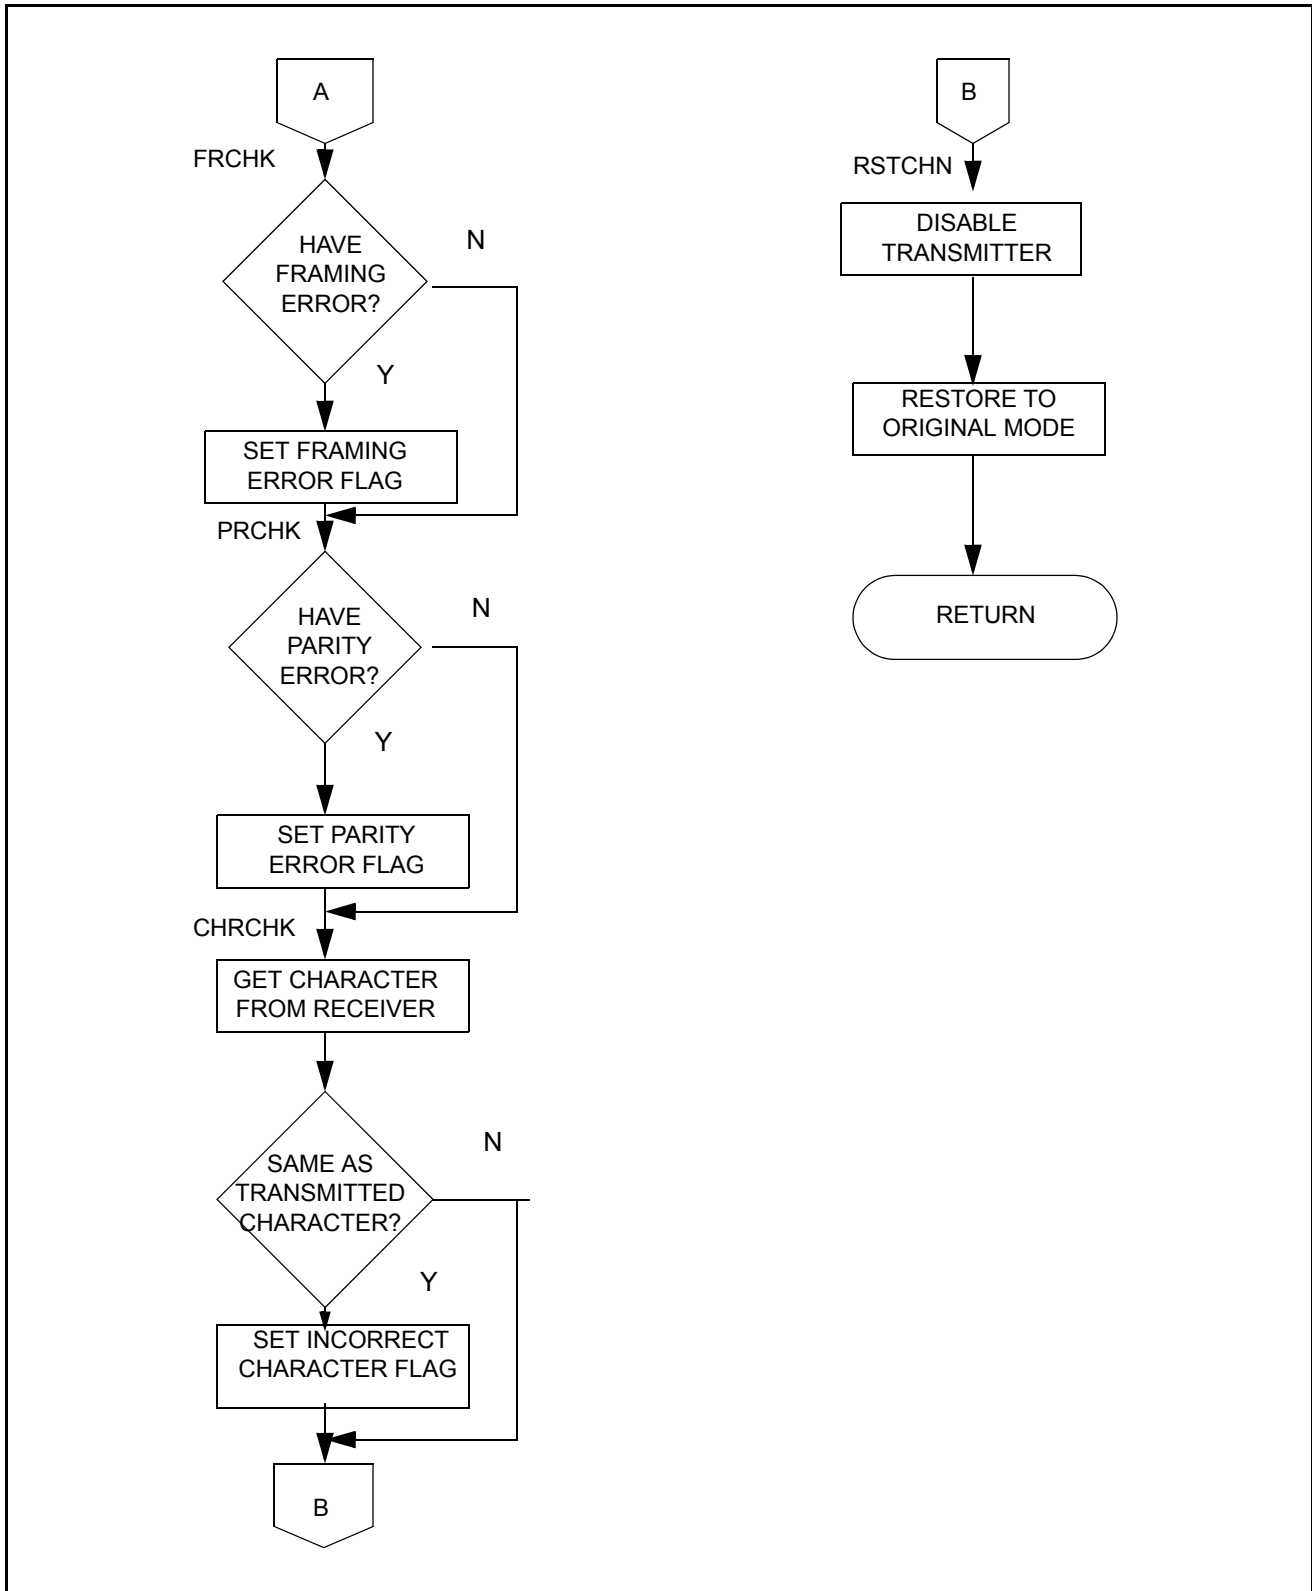 A
FRCHK
HAVE
FRAMING
ERROR?
N
Y
SET FRAMING
ERROR FLAG
PRCHK
HAVE
PARITY
ERROR?
N
Y
SET PARITY
ERROR FLAG
CHRCHK
GET CHARACTER
FROM RECEIVER
SAME AS
TRANSMITTED
CHARACTER?
N
Y
SET INCORRECT
CHARACTER FLAG
B
B
RSTCHN
DISABLE
TRANSMITTER
RESTORE TO
ORIGINAL MODE
RETURN